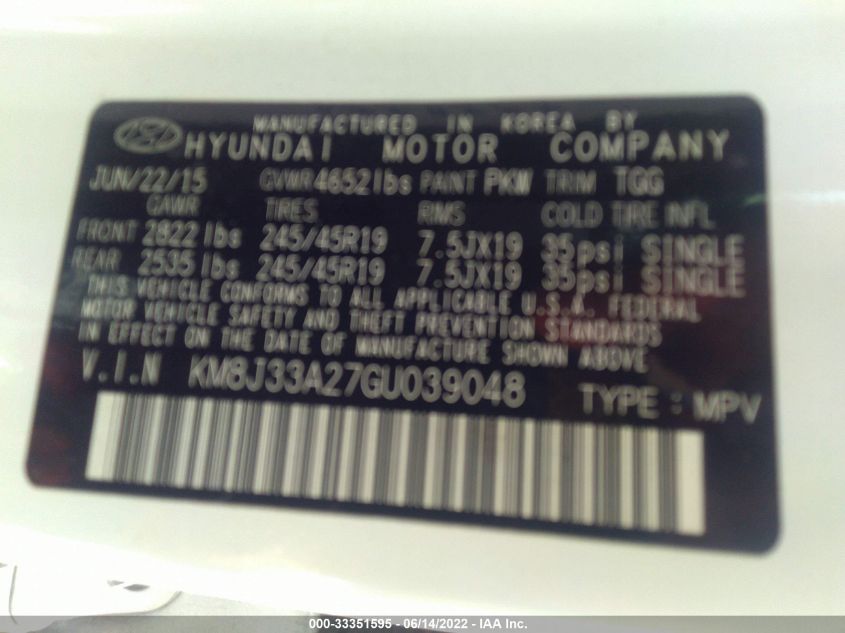 MANUFACTURED IN KOREA BY
HYUNDAI MOTOR COMPANY
JUN/22/15 GVWR 4652lbs PAINT PKW TRIM TGG
GAWR TIRES RMS COLD TIRE INFL
FRONT 2822 lbs 245/45R19 7.5JX19 35psi SINGLE
REAR 2535 lbs 245/45R19 7.5JX19 35psi SINGLE
THIS VEHICLE CONFORMS TO ALL APPLICABLE U.S.A. FEDERAL
MOTOR VEHICLE SAFETY AND THEFT PREVENTION STANDARDS
IN EFFECT ON THE DATE OF MANUFACTURE SHOWN ABOVE.
V.I.N KM8J33A27GU039048 TYPE : MPV
000-33351595 - 06/14/2022 - IAA Inc.